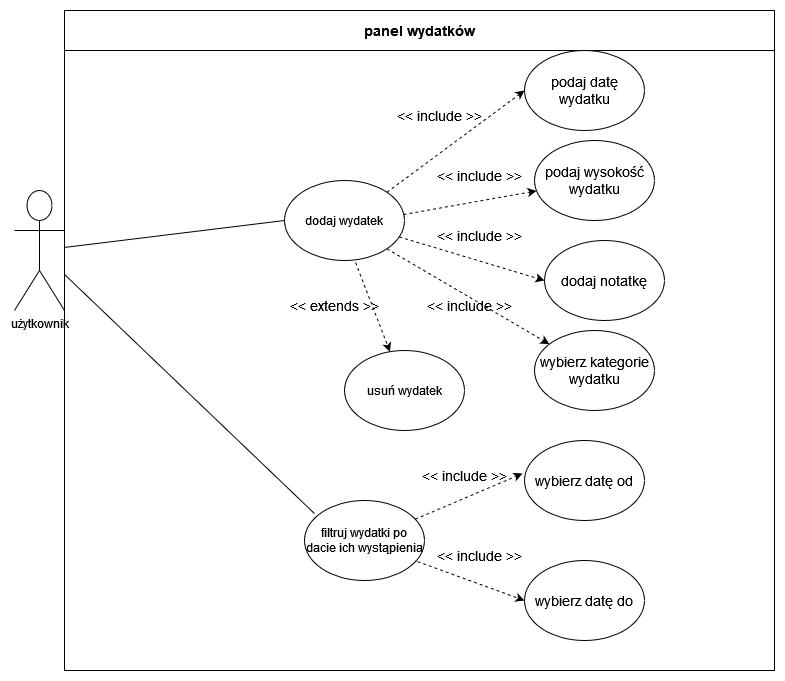 panel wydatków
podaj datę
wydatku
<< include >>
podaj wysokość
wydatku
<< include >>
dodaj wydatek
<< include >>
dodaj notatkę
<< extends >>
<< include >>
użytkownik
wybierz kategorie
wydatku
usuń wydatek
<< include >>
wybierz datę od
filtruj wydatki po
dacie ich wystąpienia
<< include >>
wybierz datę do